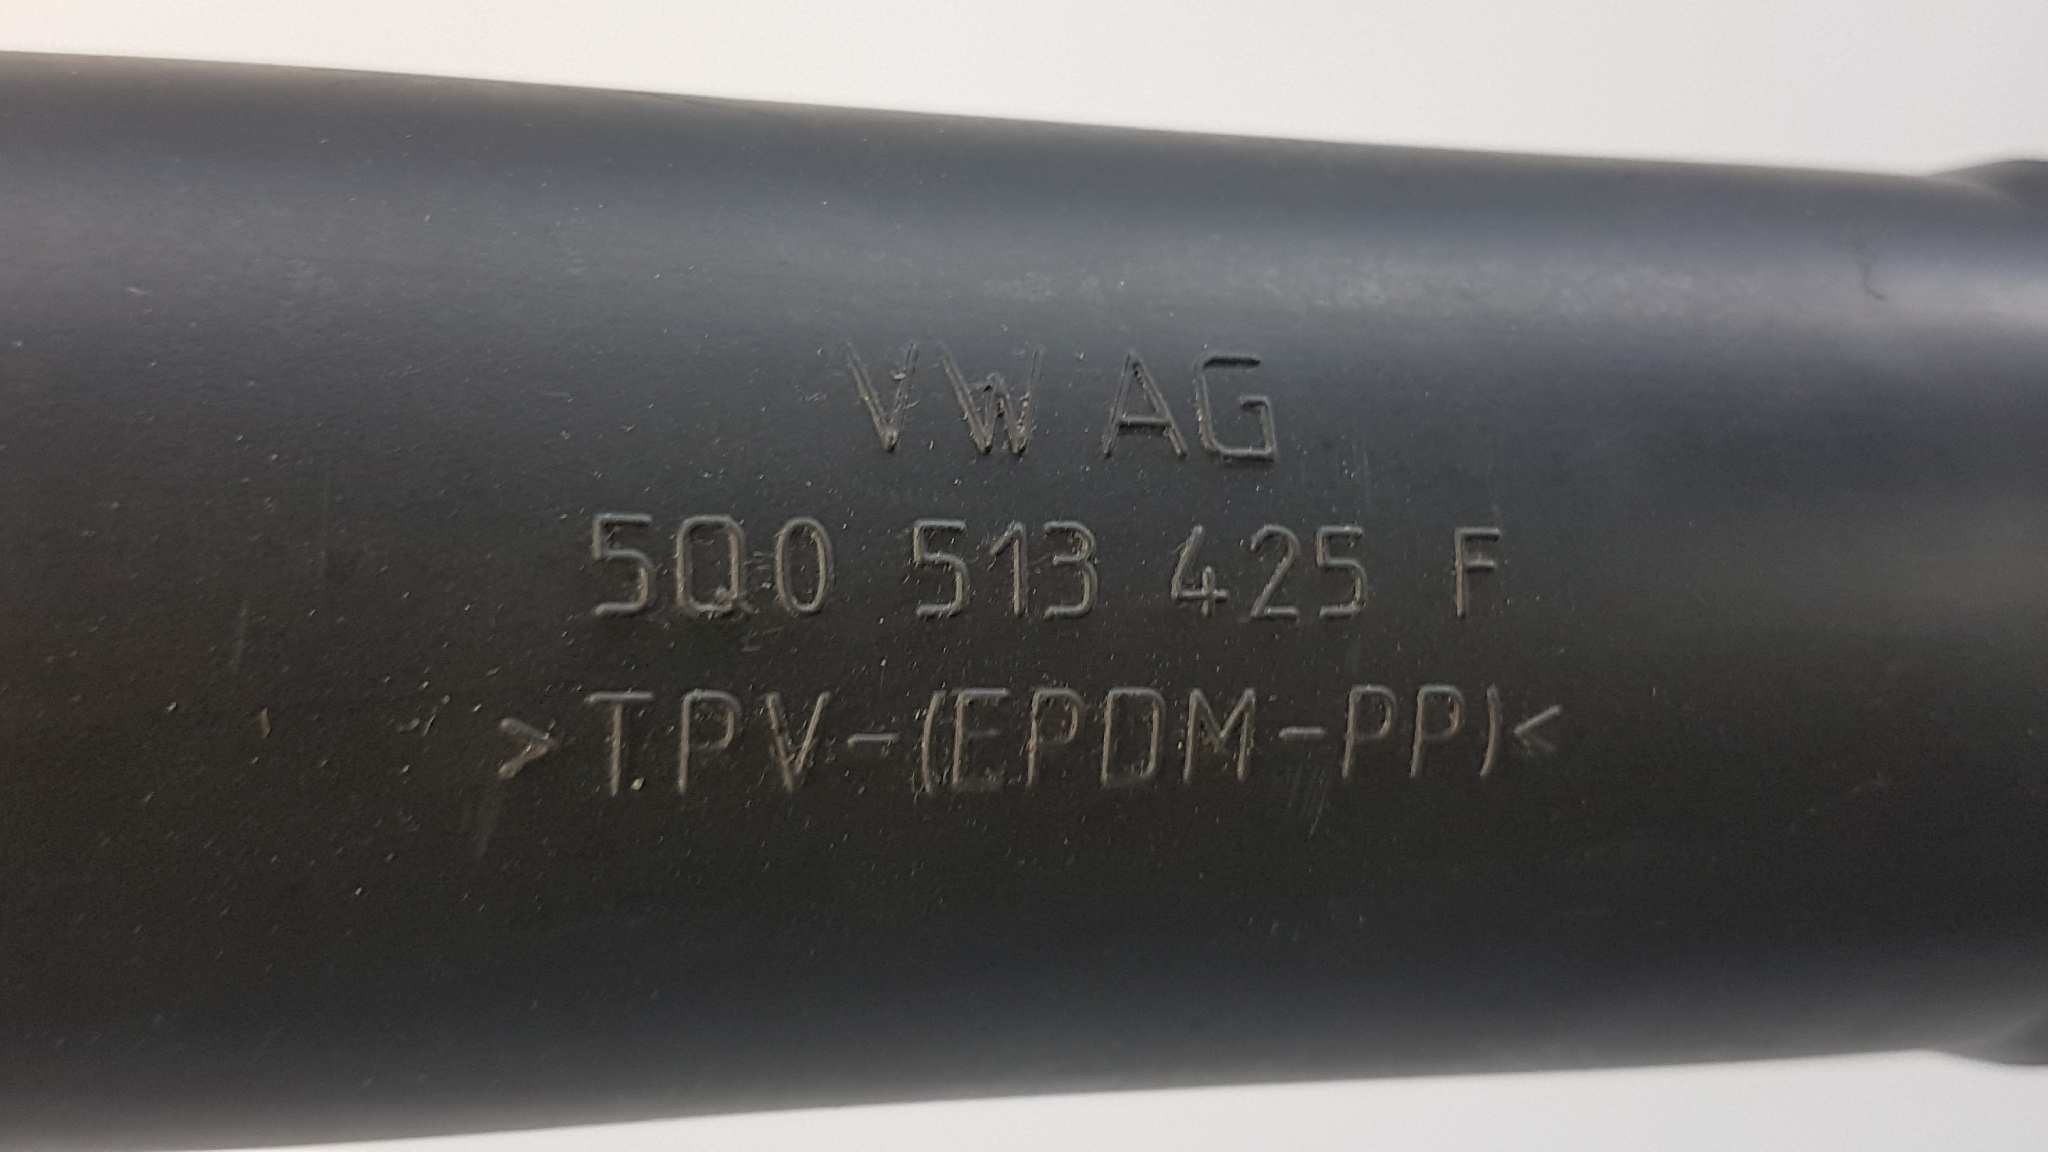 VW AG
5Q0 513 425 F
>TPV-(EPDM-PP)<